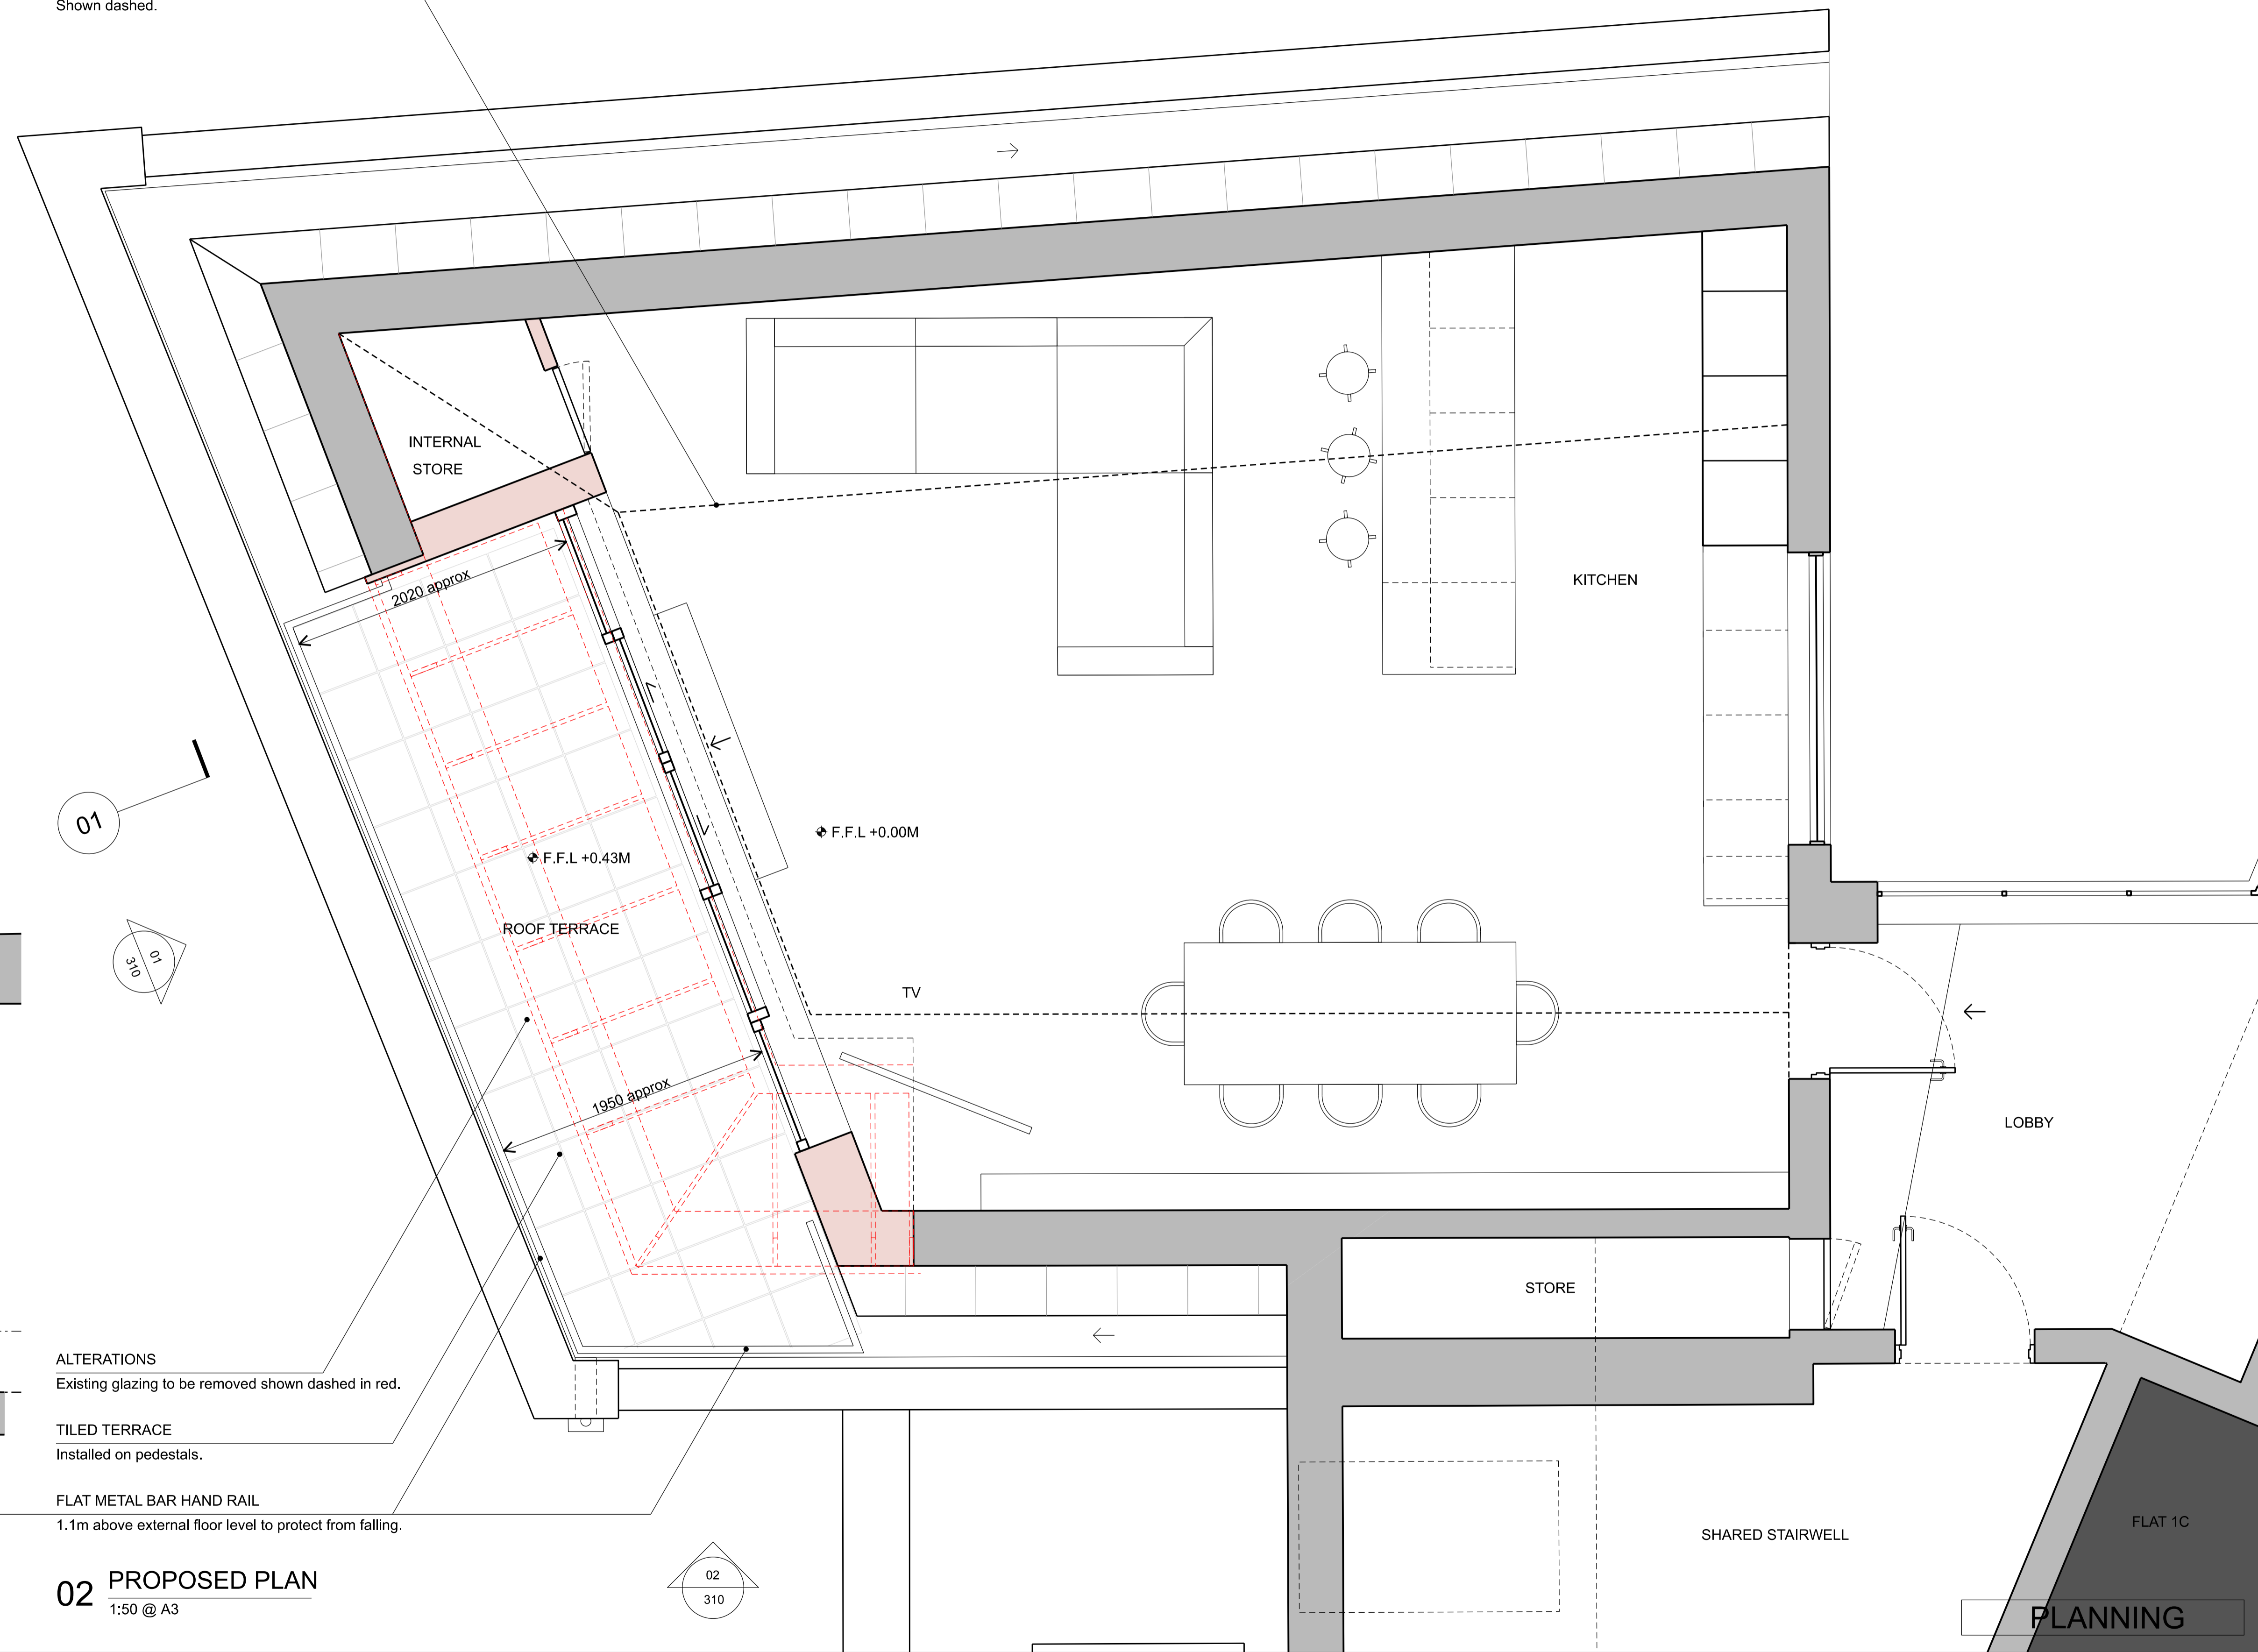 Shown dashed.
INTERNAL
STORE
2020 approx
KITCHEN
01
F.F.L +0.00M
F.F.L +0.43M
ROOF TERRACE
01
310
TV
1950 approx
LOBBY
STORE
ALTERATIONS
Existing glazing to be removed shown dashed in red.
TILED TERRACE
Installed on pedestals.
FLAT METAL BAR HAND RAIL
1.1m above external floor level to protect from falling.
SHARED STAIRWELL
FLAT 1C
02 PROPOSED PLAN
1:50 @ A3
02
310
PLANNING